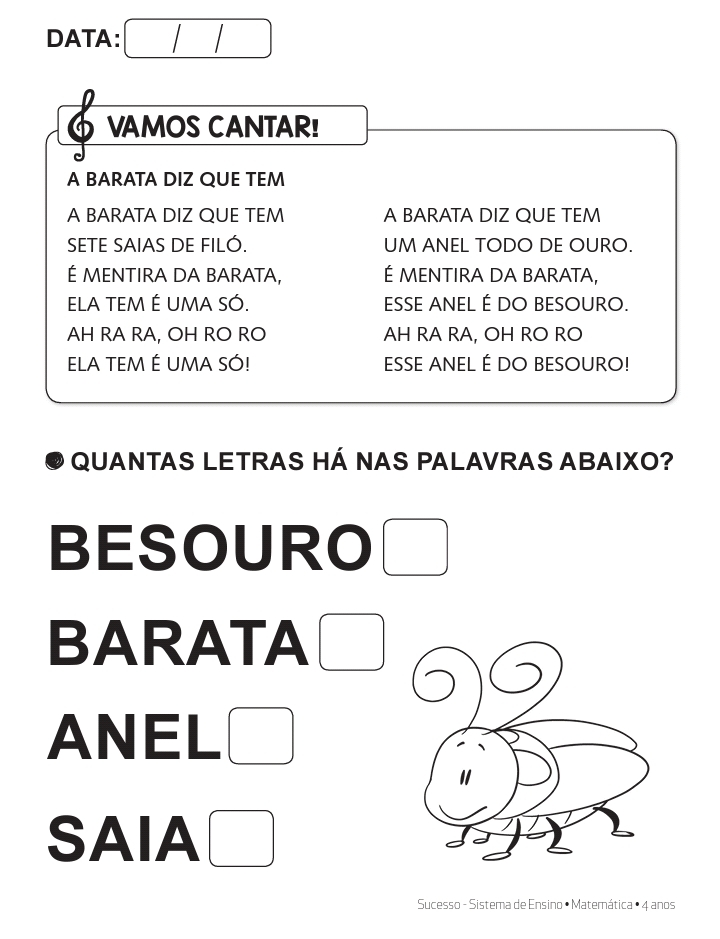 DATA: / /
VAMOS CANTAR!
A BARATA DIZ QUE TEM
A BARATA DIZ QUE TEM
SETE SAIAS DE FILÓ.
É MENTIRA DA BARATA,
ELA TEM É UMA SÓ.
AH RA RA, OH RO RO
ELA TEM É UMA SÓ!
A BARATA DIZ QUE TEM
UM ANEL TODO DE OURO.
É MENTIRA DA BARATA,
ESSE ANEL É DO BESOURO.
AH RA RA, OH RO RO
ESSE ANEL É DO BESOURO!
QUANTAS LETRAS HÁ NAS PALAVRAS ABAIXO?
BESOURO
BARATA
ANEL
SAIA
Sucesso - Sistema de Ensino • Matemática • 4 anos